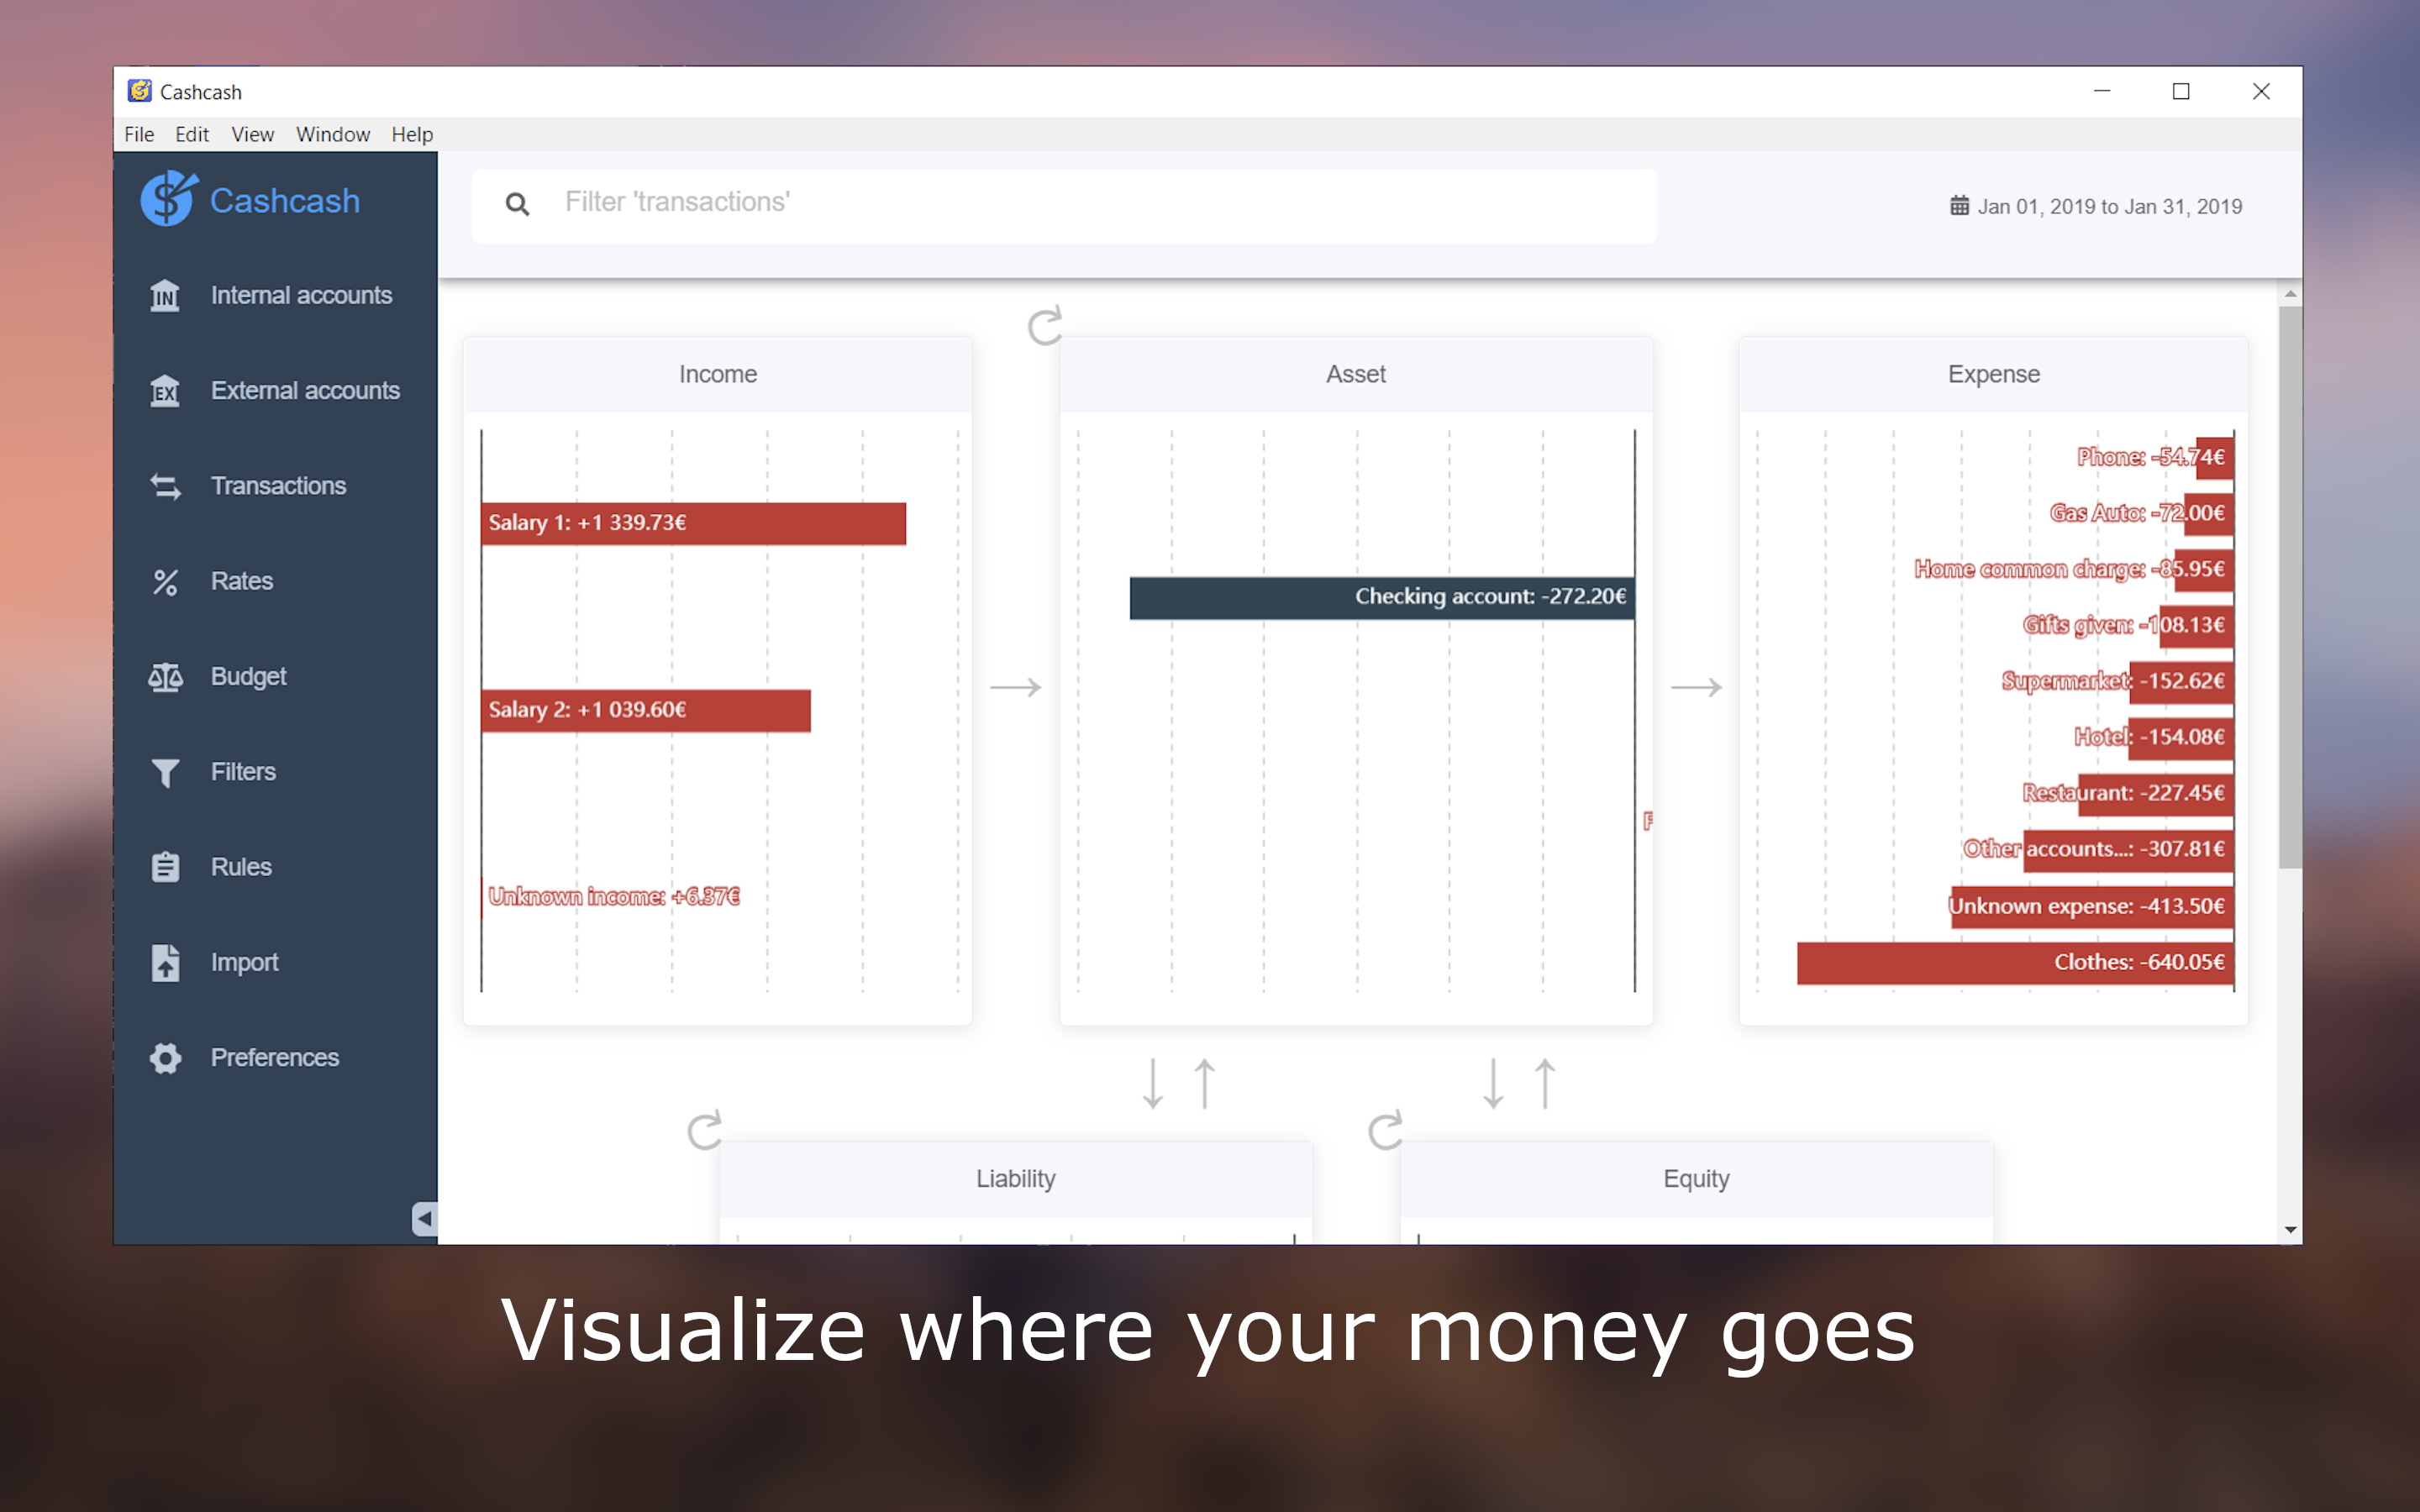 Cashcash
File Edit View Window Help
Cashcash
Filter 'transactions'
Jan 01, 2019 to Jan 31, 2019
Internal accounts
External accounts
Transactions
Rates
Budget
Filters
Rules
Import
Preferences
Income
Salary 1: +1 339.73€
Salary 2: +1 039.60€
Unknown income: +6.37€
Asset
Checking account: -272.20€
Expense
Phone: -54.74€
Gas Auto: -72.00€
Home common charge: -85.95€
Gifts given: -108.13€
Supermarket: -152.62€
Hotel: -154.08€
Restaurant: -227.45€
Other accounts...: -307.81€
Unknown expense: -413.50€
Clothes: -640.05€
Liability
Equity
Visualize where your money goes